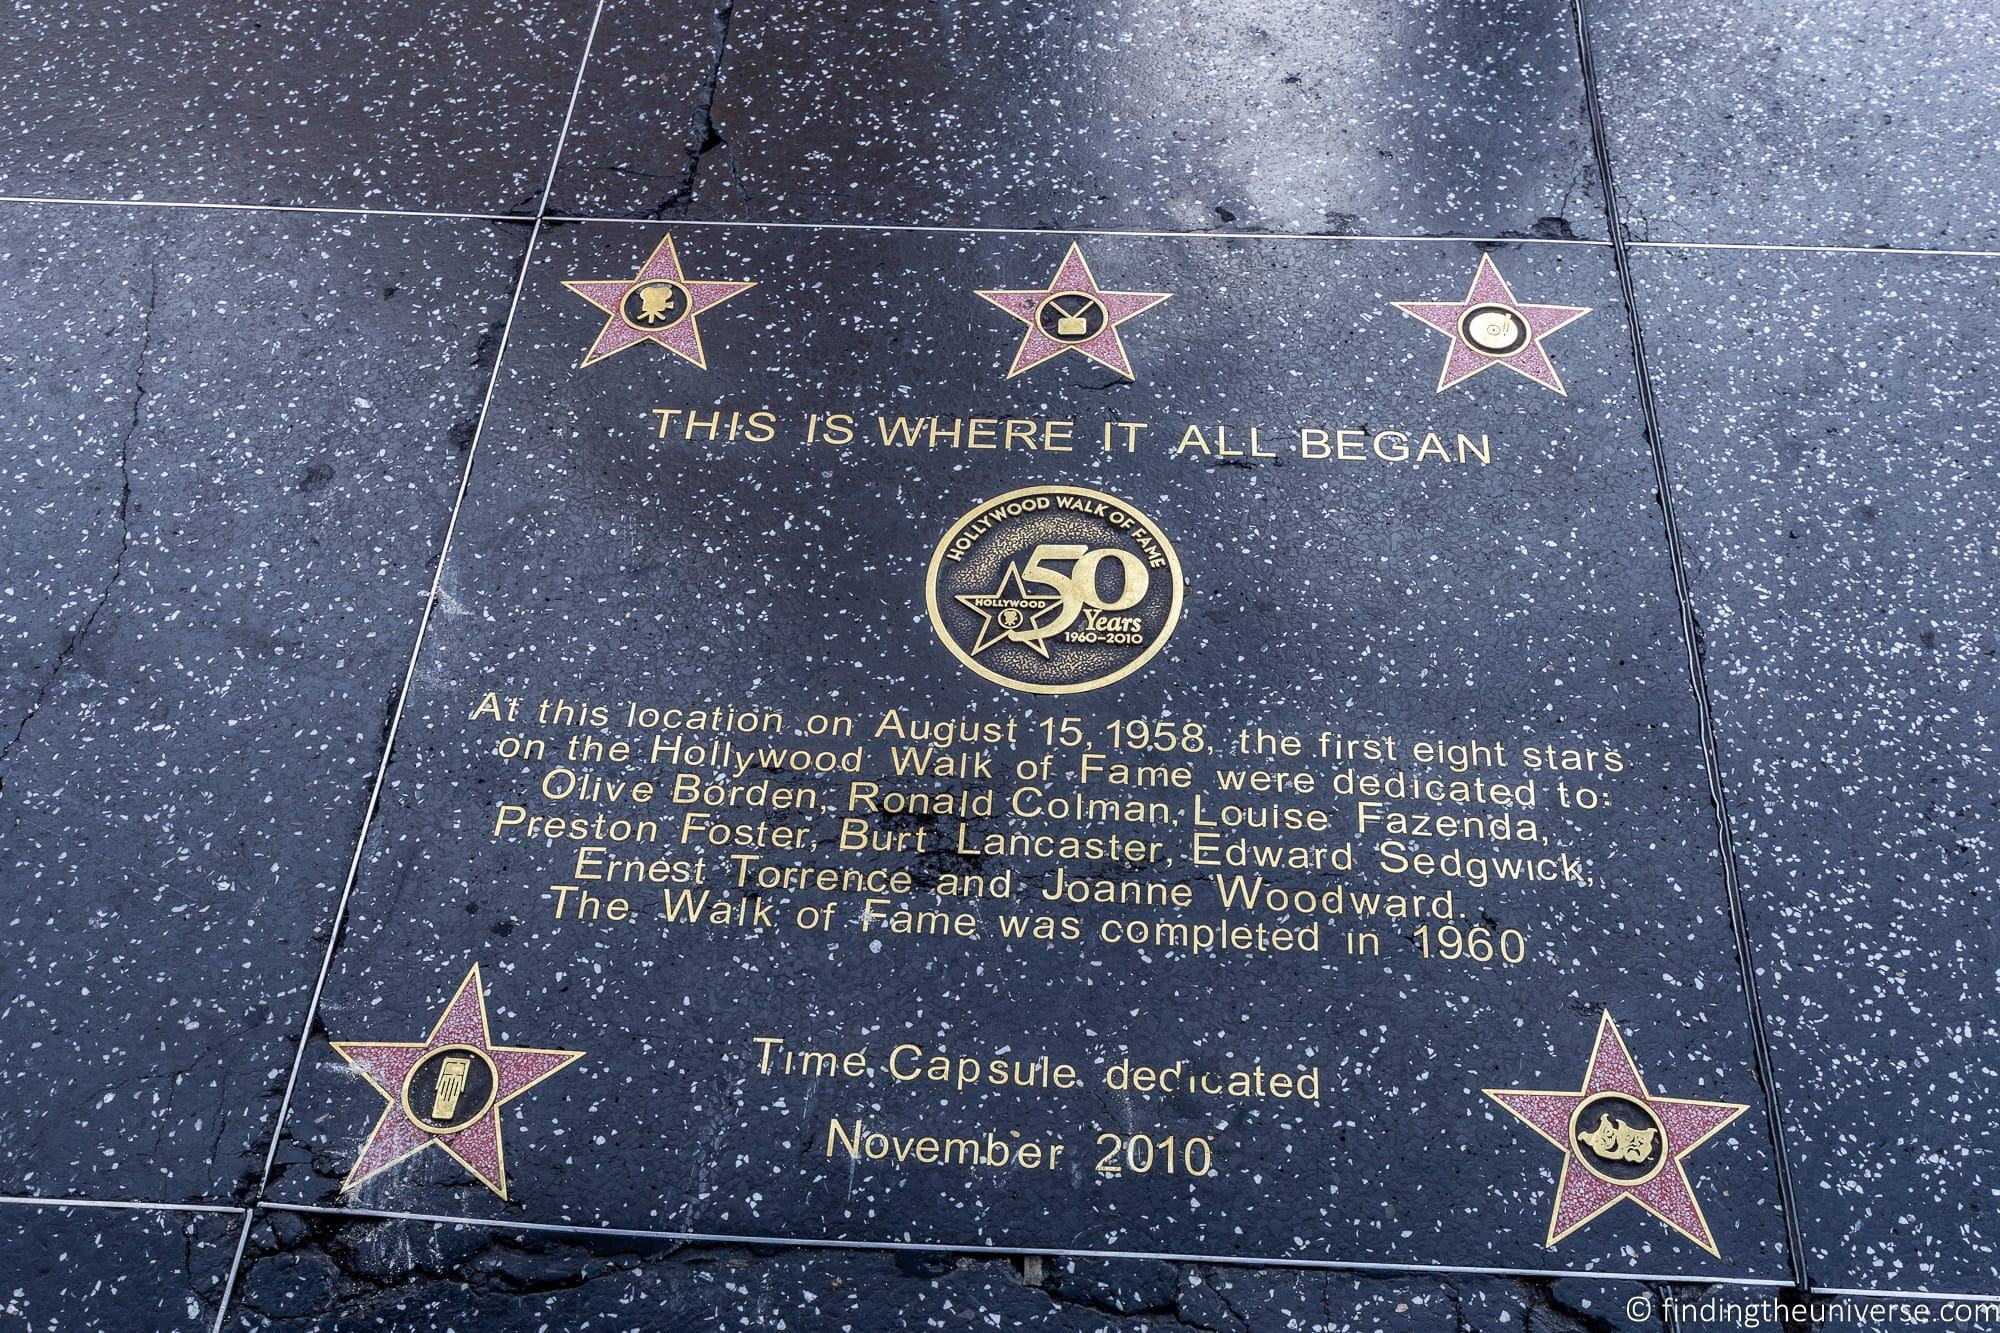 THIS IS WHERE IT ALL BEGAN
HOLLYWOOD WALK OF FAME
50
HOLLYWOOD
Years
1960-2010
At this location on August 15, 1958, the first eight stars
on the Hollywood Walk of Fame were dedicated to:
Olive Borden, Ronald Colman, Louise Fazenda,
Preston Foster, Burt Lancaster, Edward Sedgwick,
Ernest Torrence and Joanne Woodward.
The Walk of Fame was completed in 1960
Time Capsule dedicated
November 2010
© findingtheuniverse.com